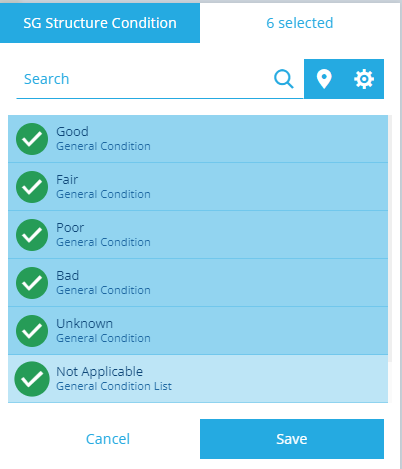 SG Structure Condition
6 selected
Search
Good
General Condition
Fair
General Condition
Poor
General Condition
Bad
General Condition
Unknown
General Condition
Not Applicable
General Condition List
Cancel
Save